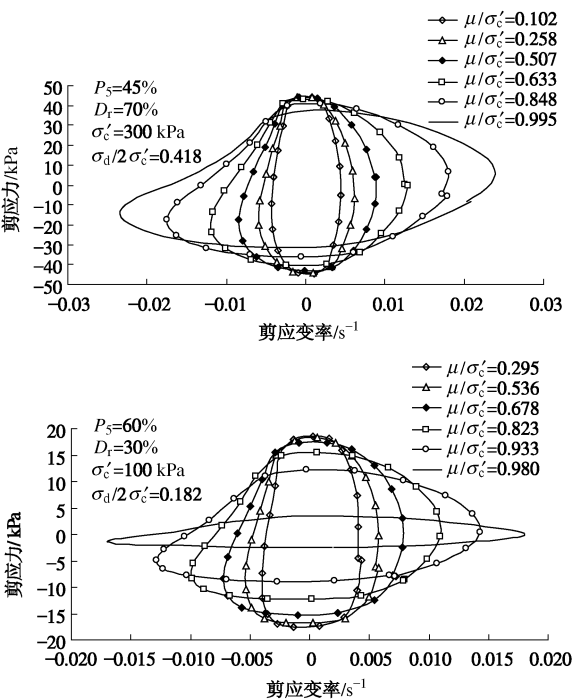 μ/σ′c=0.102
μ/σ′c=0.258
μ/σ′c=0.507
μ/σ′c=0.633
μ/σ′c=0.848
μ/σ′c=0.995
P5=45%
Dr=70%
σ′c=300 kPa
σd/2σ′c=0.418
剪应力/kPa
50
40
30
20
10
0
−10
−20
−30
−40
−50
−0.03 −0.02 −0.01 0 0.01 0.02 0.03
剪应变率/s⁻¹
μ/σ′c=0.295
μ/σ′c=0.536
μ/σ′c=0.678
μ/σ′c=0.823
μ/σ′c=0.933
μ/σ′c=0.980
P5=60%
Dr=30%
σ′c=100 kPa
σd/2σ′c=0.182
剪应力/kPa
20
15
10
5
0
−5
−10
−15
−20
−0.020 −0.015 −0.010 −0.005 0 0.005 0.010 0.015 0.020
剪应变率/s⁻¹